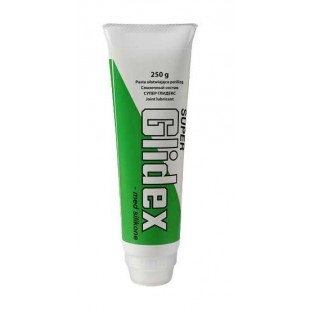 250 g
Pasta ułatwiająca poślizg
Смазочный состав
СУПЕР ГЛИДЕКС
Joint lubricant
SUPER
Glidex
- med silikone